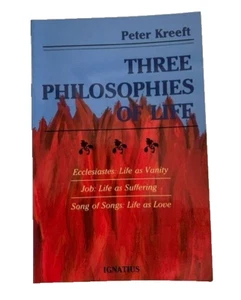 Peter Kreeft
THREE
PHILOSOPHIES
OF LIFE
Ecclesiastes: Life as Vanity
Job: Life as Suffering
Song of Songs: Life as Love
IGNATIUS